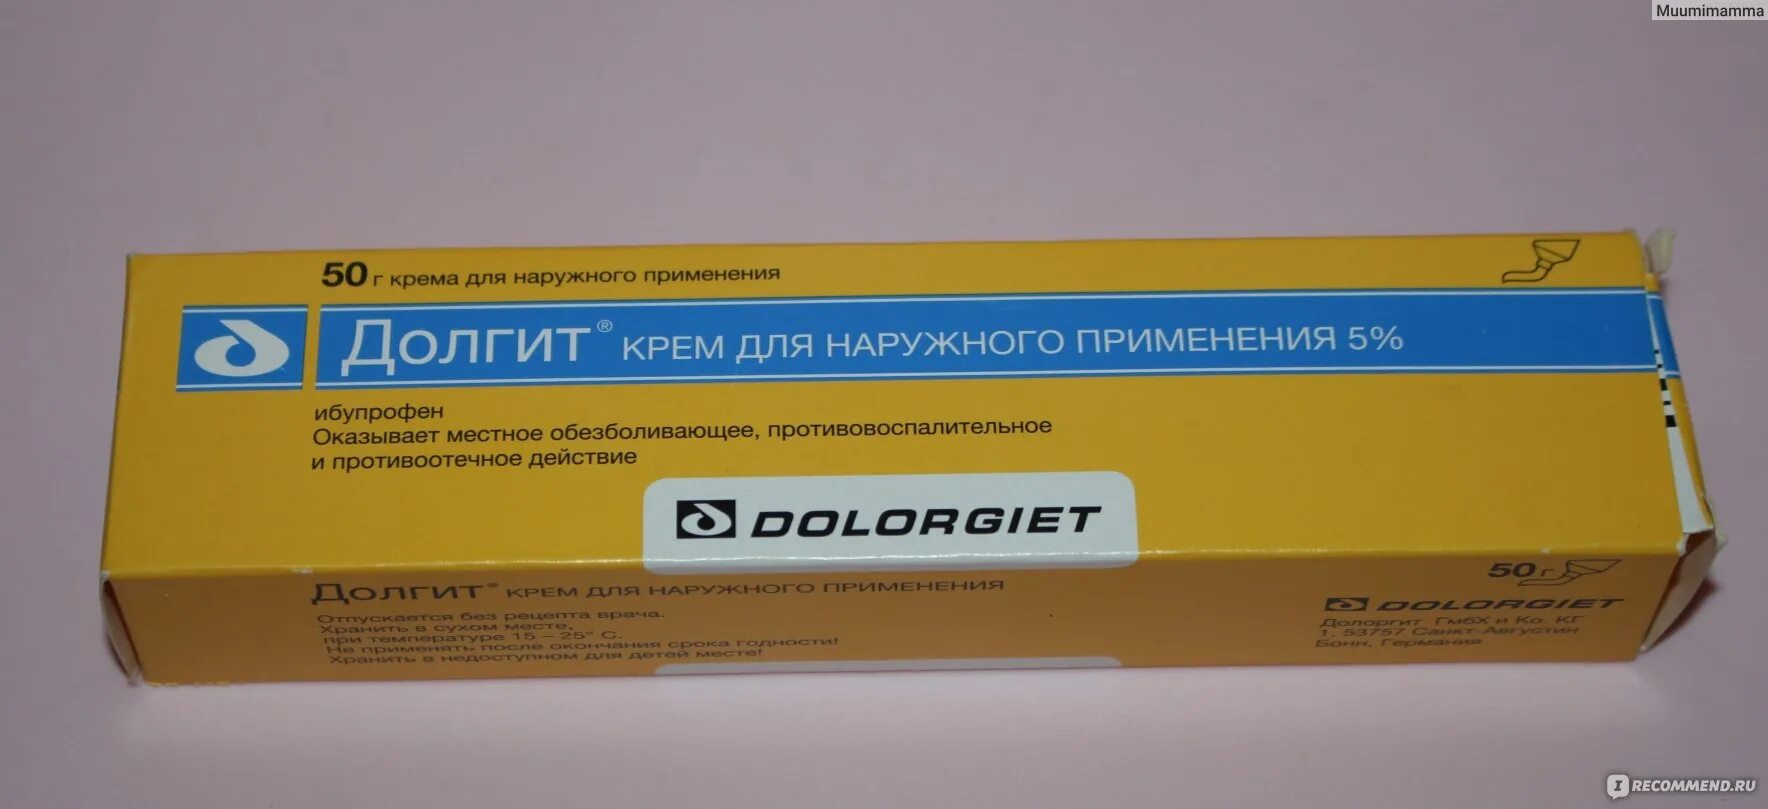 Muumimamma
50 г крема для наружного применения
Долгит® крем для наружного применения 5%
ибупрофен
Оказывает местное обезболивающее, противовоспалительное
и противоотечное действие
DOLORGIET
Долгит® крем для наружного применения
Отпускается без рецепта врача.
Хранить в сухом месте,
при температуре 15 – 25° С.
Не применять после окончания срока годности!
Хранить в недоступном для детей месте!
50 г
DOLORGIET
Долоргит ГмбХ и Ко. КГ
1, 53757 Санкт-Августин
Бонн, Германия
IRECOMMEND.RU